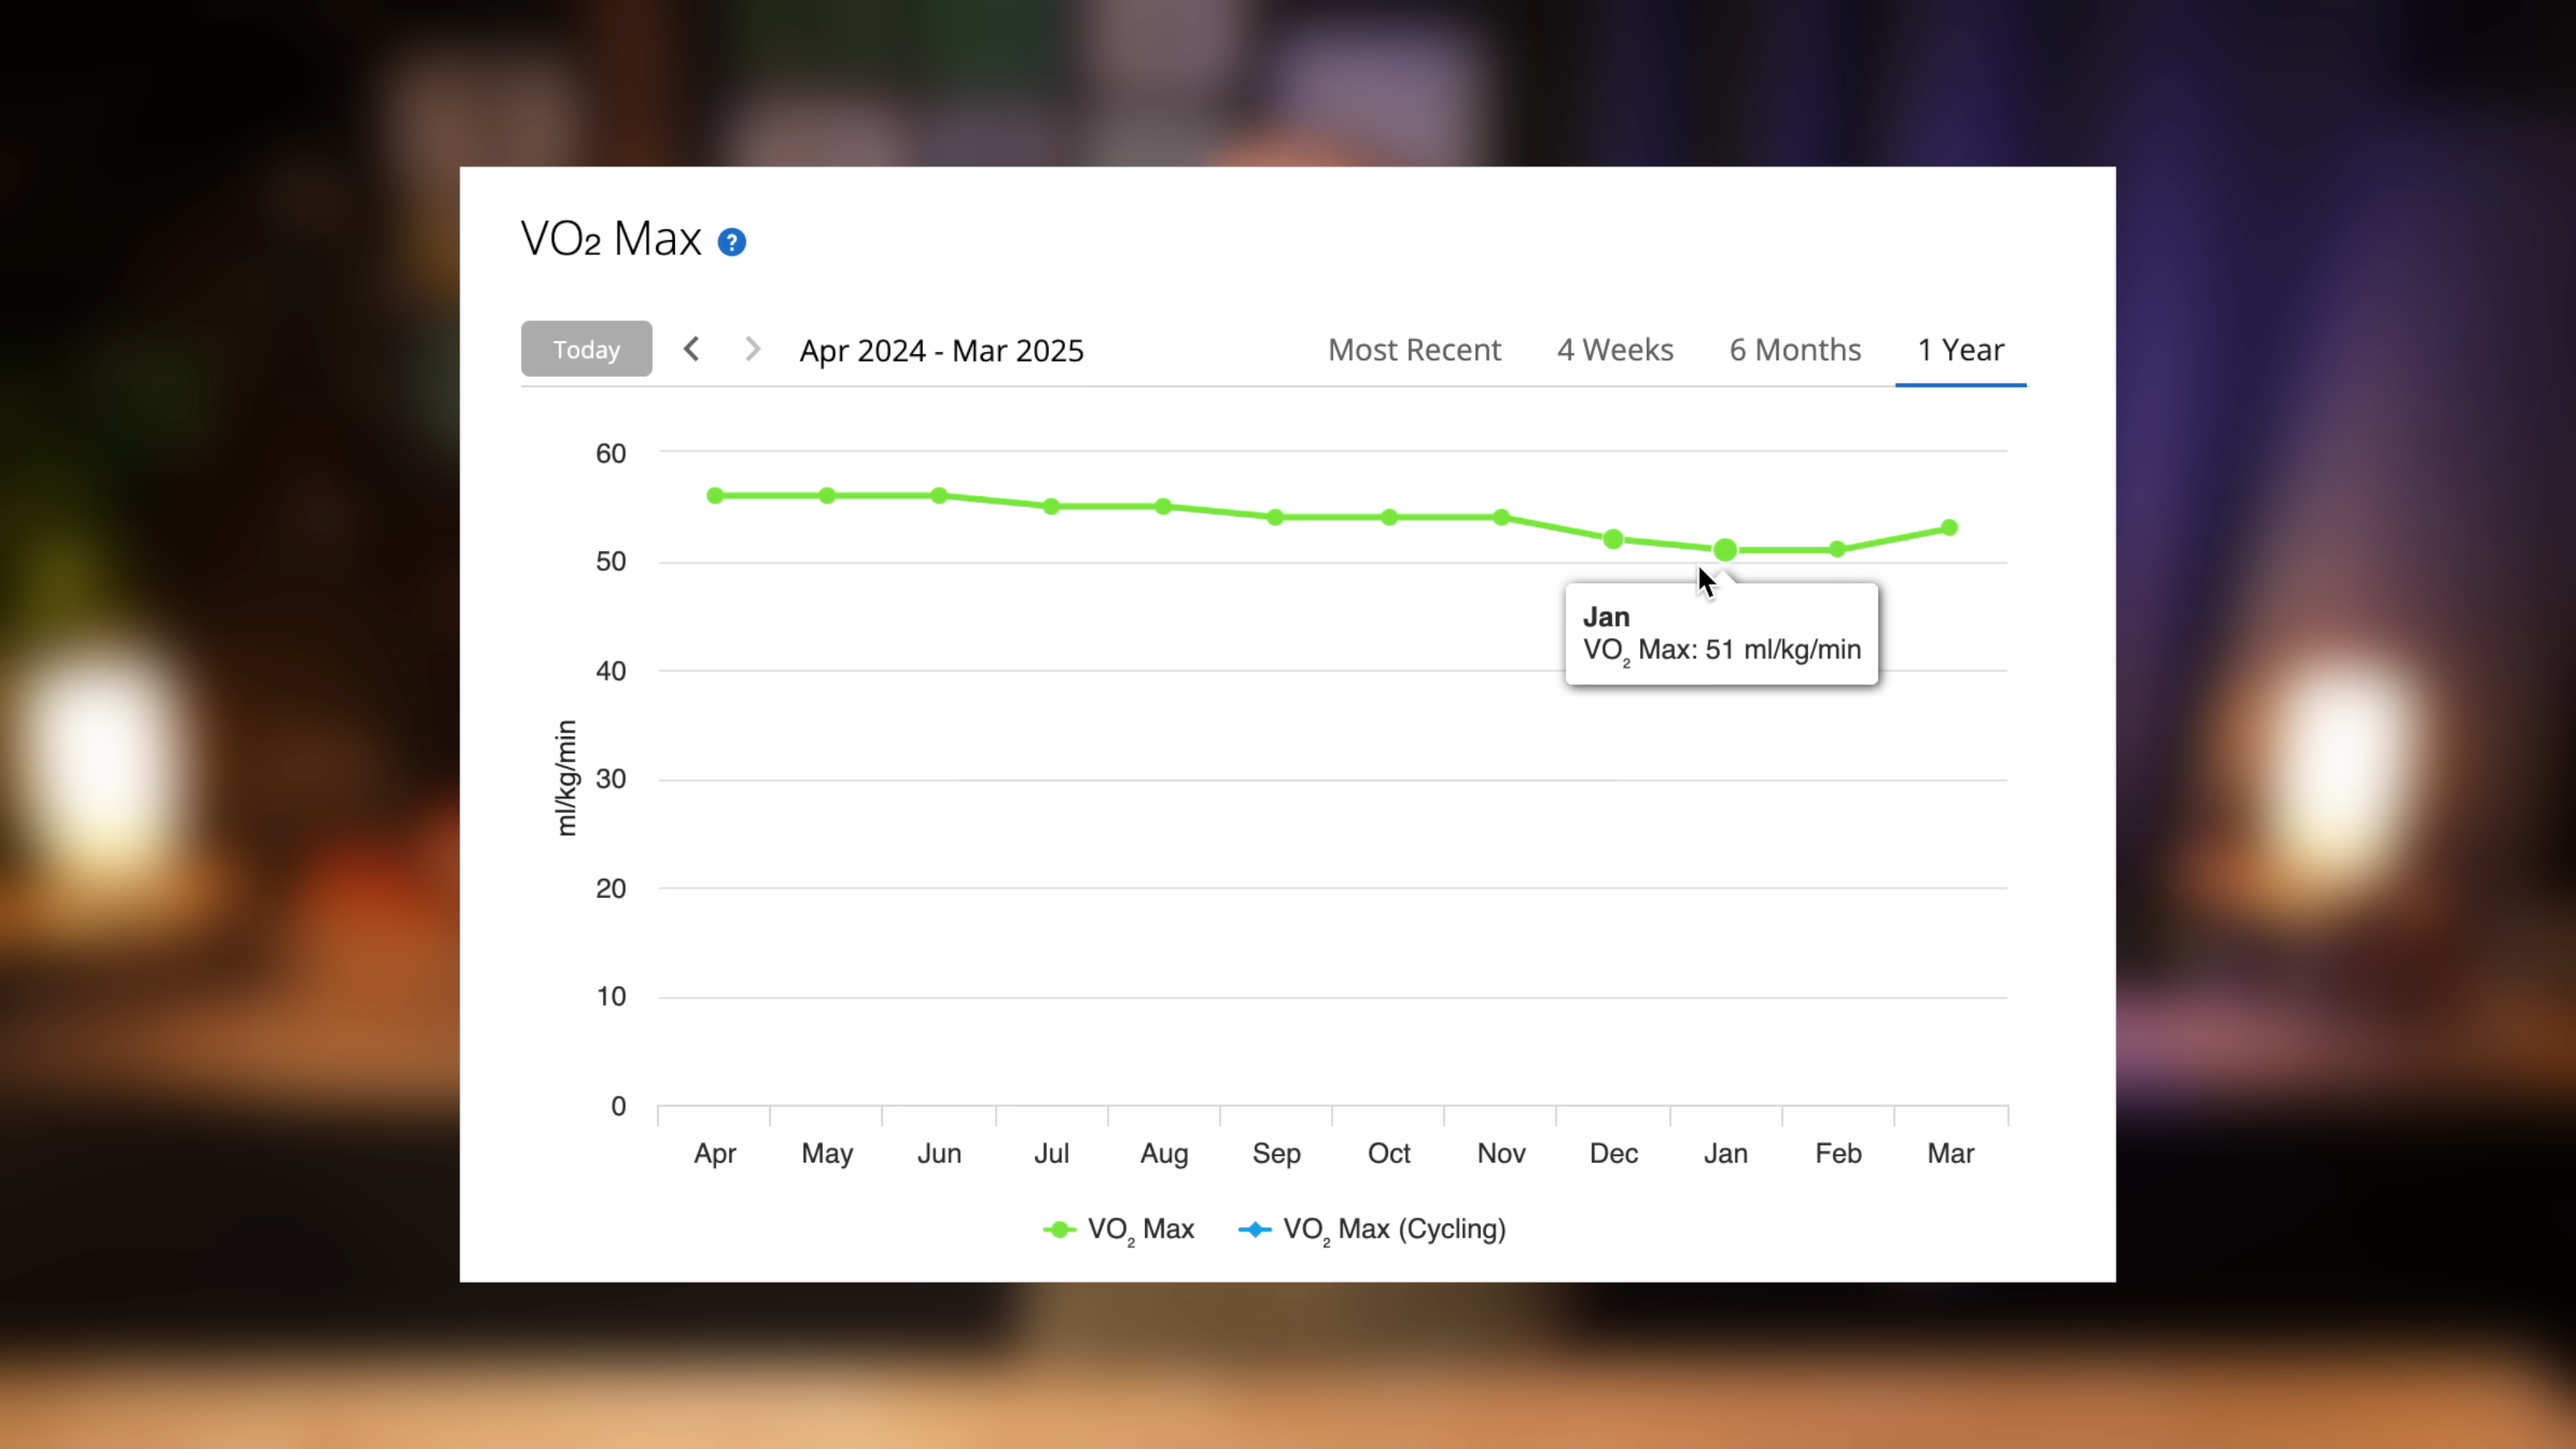 VO₂ Max ?
Today Apr 2024 - Mar 2025 Most Recent 4 Weeks 6 Months 1 Year
60
50
40
30
20
10
0
ml/kg/min
Jan
VO₂ Max: 51 ml/kg/min
Apr May Jun Jul Aug Sep Oct Nov Dec Jan Feb Mar
VO₂ Max VO₂ Max (Cycling)